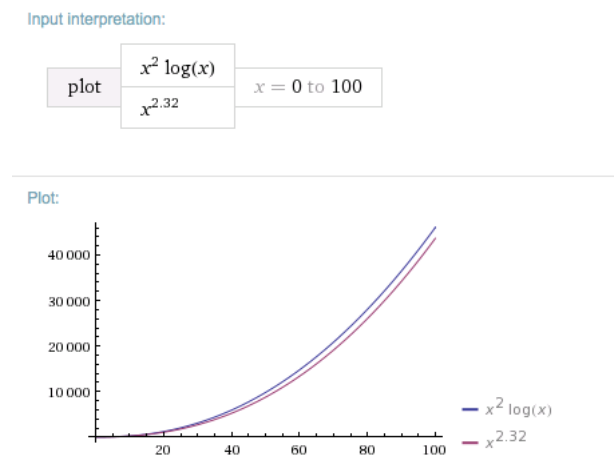 Input interpretation:
plot
x² log(x)
x^2.32
x = 0 to 100
Plot:
40 000
30 000
20 000
10 000
20 40 60 80 100
x² log(x)
x^2.32